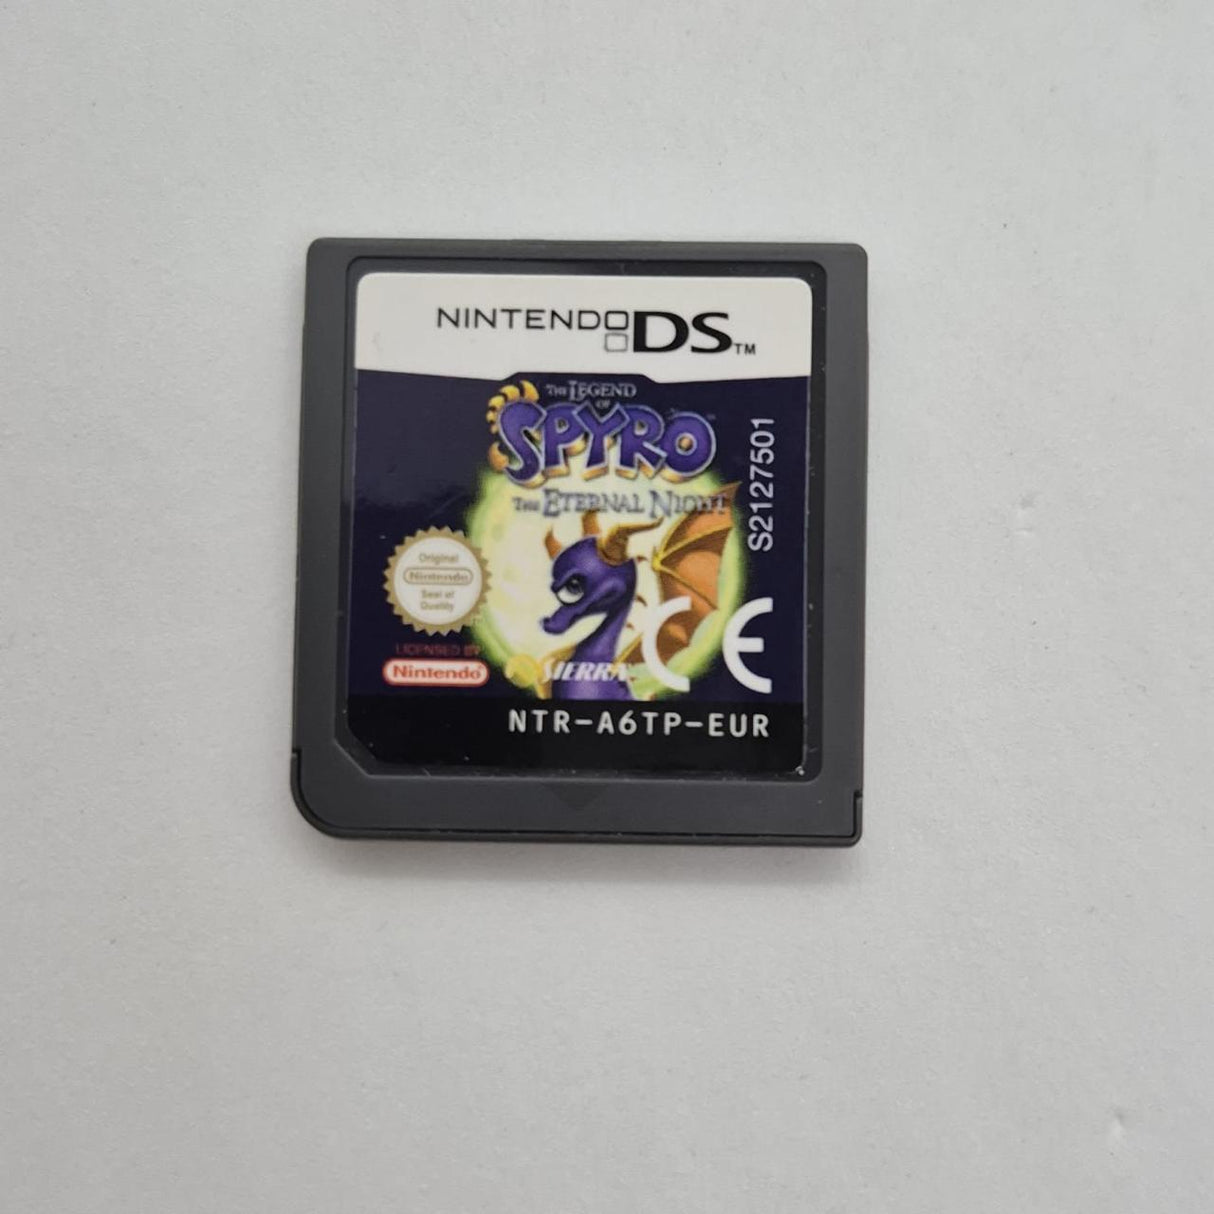 NINTENDO DS™
THE LEGEND
OF
SPYRO™
THE ETERNAL NIGHT
S2127501
Original
Nintendo
Seal of
Quality
LICENSED BY
Nintendo
SIERRA
CE
NTR-A6TP-EUR